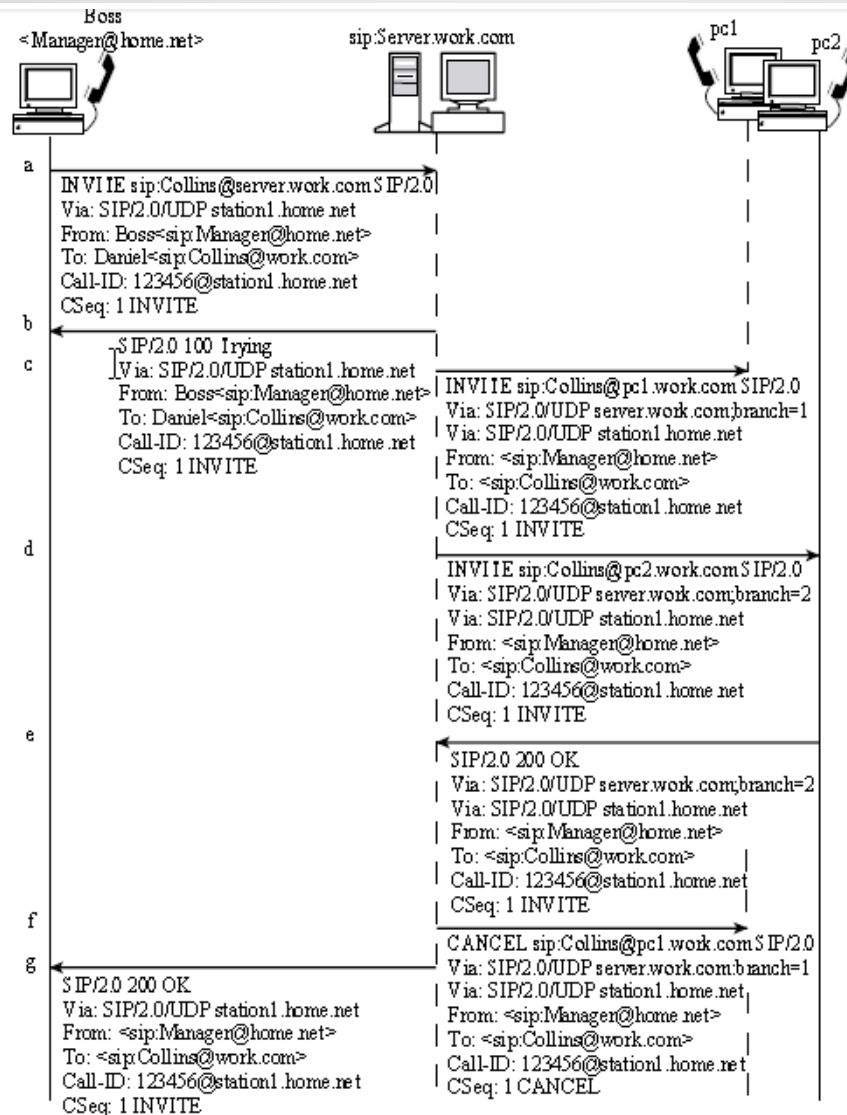 Boss
<Manager@home.net>
sip:Server.work.com
pc1
pc2
a
INVITE sip:Collins@server.work.com SIP/2.0
Via: SIP/2.0/UDP station1.home.net
From: Boss<sip:Manager@home.net>
To: Daniel<sip:Collins@work.com>
Call-ID: 123456@station1.home.net
CSeq: 1 INVITE
b
SIP/2.0 100 Trying
Via: SIP/2.0/UDP station1.home.net
From: Boss<sip:Manager@home.net>
To: Daniel<sip:Collins@work.com>
Call-ID: 123456@station1.home.net
CSeq: 1 INVITE
c
INVITE sip:Collins@pc1.work.com SIP/2.0
Via: SIP/2.0/UDP server.work.com;branch=1
Via: SIP/2.0/UDP station1.home.net
From: <sip:Manager@home.net>
To: <sip:Collins@work.com>
Call-ID: 123456@station1.home.net
CSeq: 1 INVITE
d
INVITE sip:Collins@pc2.work.com SIP/2.0
Via: SIP/2.0/UDP server.work.com;branch=2
Via: SIP/2.0/UDP station1.home.net
From: <sip:Manager@home.net>
To: <sip:Collins@work.com>
Call-ID: 123456@station1.home.net
CSeq: 1 INVITE
e
SIP/2.0 200 OK
Via: SIP/2.0/UDP server.work.com;branch=2
Via: SIP/2.0/UDP station1.home.net
From: <sip:Manager@home.net>
To: <sip:Collins@work.com>
Call-ID: 123456@station1.home.net
CSeq: 1 INVITE
f
CANCEL sip:Collins@pc1.work.com SIP/2.0
Via: SIP/2.0/UDP server.work.com:branch=1
Via: SIP/2.0/UDP station1.home.net
From: <sip:Manager@home.net>
To: <sip:Collins@work.com>
Call-ID: 123456@station1.home.net
CSeq: 1 CANCEL
g
SIP/2.0 200 OK
Via: SIP/2.0/UDP station1.home.net
From: <sip:Manager@home.net>
To: <sip:Collins@work.com>
Call-ID: 123456@station1.home.net
CSeq: 1 INVITE